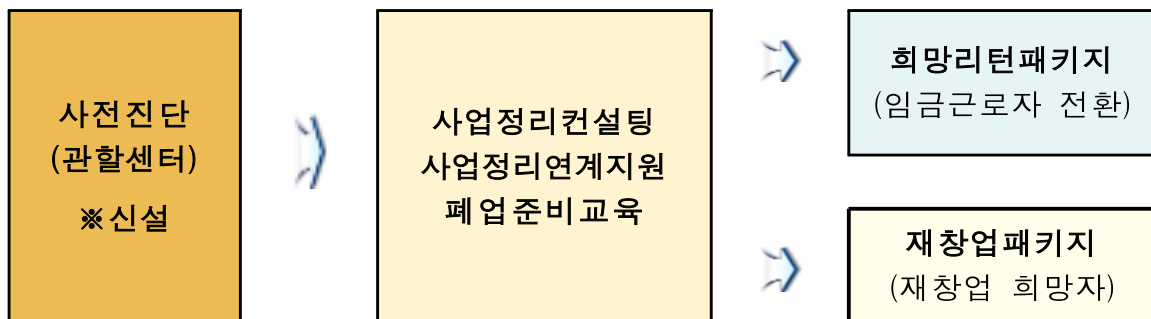 사전진단
(관할센터)
※신설
사업정리컨설팅
사업정리연계지원
폐업준비교육
희망리턴패키지
(임금근로자 전환)
재창업패키지
(재창업 희망자)